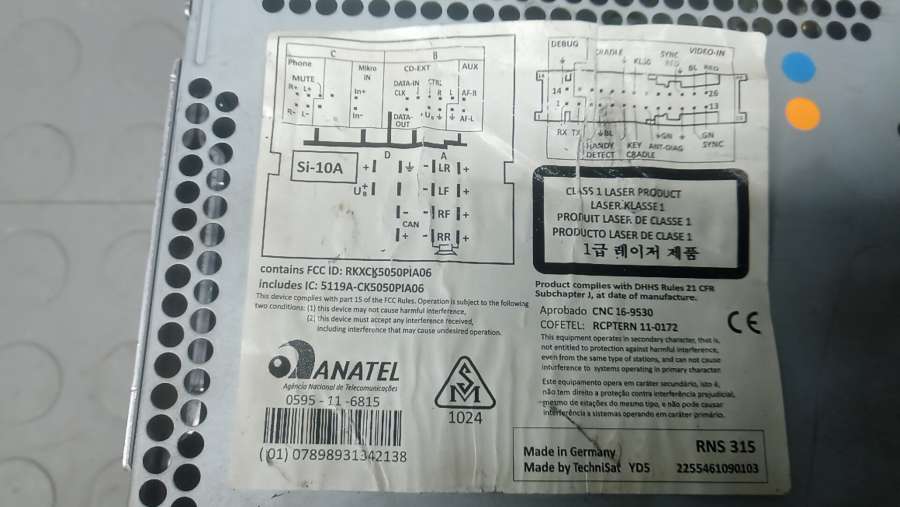 C B
Phone Mikro IN CD-EXT AUX
MUTE DATA-IN CTRL
R+ L+ In+ CLK R L AF-R
R- L- In- DATA-OUT AF-L
D A
Si-10A + LR +
- LF +
- - RF +
CAN
+ - RR +
contains FCC ID: RKXCK5050PIA06
includes IC: 5119A-CK5050PIA06
This device complies with part 15 of the FCC Rules. Operation is subject to the following
two conditions: (1) this device may not cause harmful interference,
(2) this device must accept any interference received,
including interference that may cause undesired operation.
ANATEL
Agência Nacional de Telecomunicações
0595 - 11 - 6815
(01) 07898931342138
S M
1024
DEBUG CRADLE KL56 SYNC RED VIDEO-IN
BL
14 26
1 13
RX TX BL GN GN
HANDY DETECT KEY CRADLE ANT-DIAG SYNC
CLASS 1 LASER PRODUCT
LASER KLASSE 1
PRODUIT LASER DE CLASSE 1
PRODUCTO LASER DE CLASE 1
1급 레이저 제품
Product complies with DHHS Rules 21 CFR
Subchapter J, at date of manufacture.
Aprobado CNC 16-9530
COFETEL: RCPTERN 11-0172
CE
This equipment operates in secondary character, that is,
not entitled to protection against harmful interference,
even from the same type of stations, and can not cause
interference to systems operating in primary character
Este equipamento opera em caráter secundário, isto é,
não tem direito a proteção contra interferência prejudicial,
mesmo de estações do mesmo tipo, e não pode causar
interferência a sistemas operando em caráter primário.
Made in Germany RNS 315
Made by TechniSat YD5 2255461090103